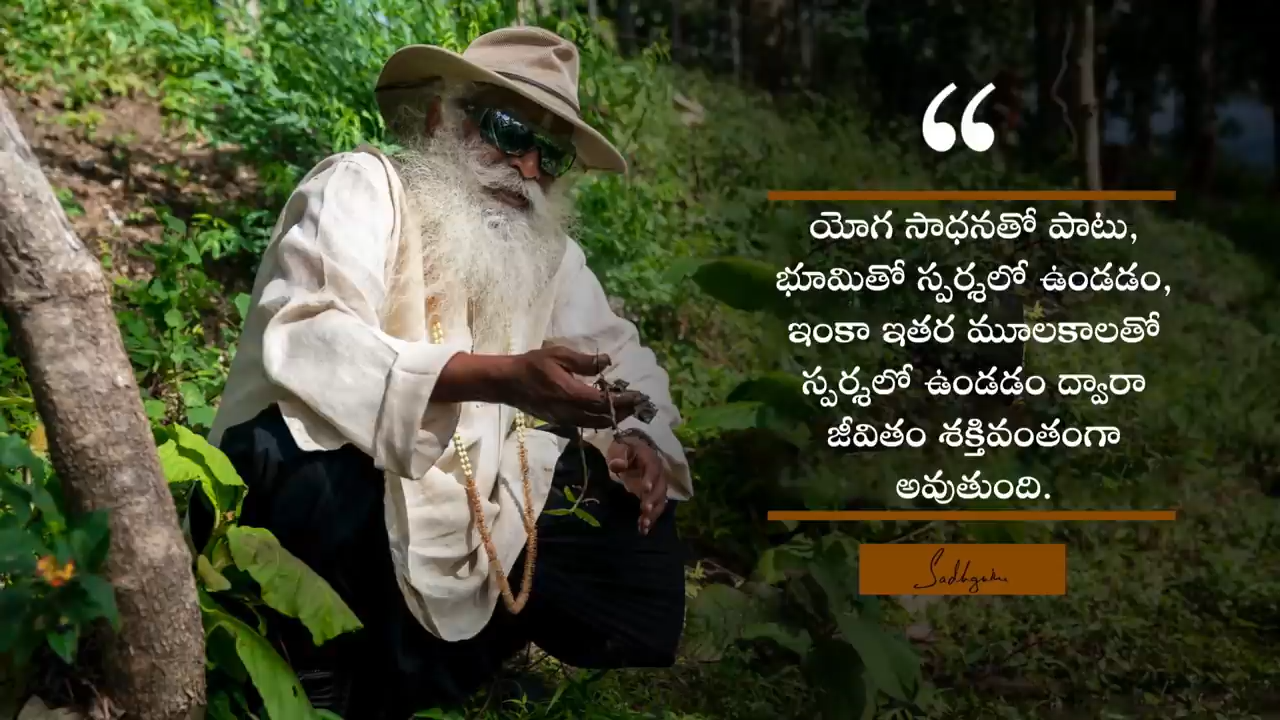 “
యోగ సాధనతో పాటు,
భూమితో స్పర్శలో ఉండడం,
ఇంకా ఇతర మూలకాలతో
స్పర్శలో ఉండడం ద్వారా
జీవితం శక్తివంతంగా
అవుతుంది.
Sadhguru